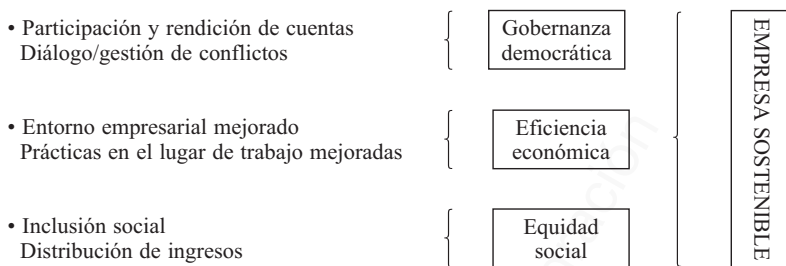 • Participación y rendición de cuentas
Diálogo/gestión de conflictos
Gobernanza
democrática
• Entorno empresarial mejorado
Prácticas en el lugar de trabajo mejoradas
Eficiencia
económica
• Inclusión social
Distribución de ingresos
Equidad
social
EMPRESA SOSTENIBLE